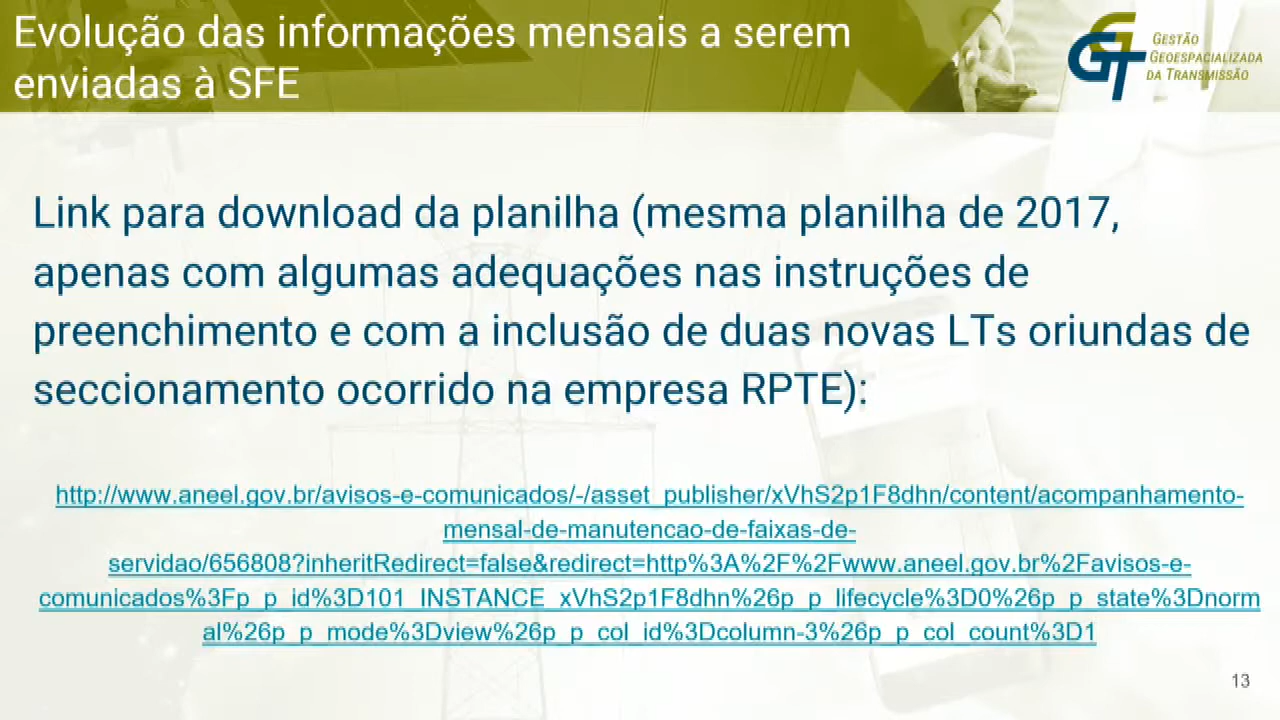 Evolução das informações mensais a serem
enviadas à SFE
GESTÃO
GEOESPACIALIZADA
DA TRANSMISSÃO
Link para download da planilha (mesma planilha de 2017,
apenas com algumas adequações nas instruções de
preenchimento e com a inclusão de duas novas LTs oriundas de
seccionamento ocorrido na empresa RPTE):
http://www.aneel.gov.br/avisos-e-comunicados/-/asset_publisher/xVhS2p1F8dhn/content/acompanhamento-
mensal-de-manutencao-de-faixas-de-
servidao/656808?inheritRedirect=false&redirect=http%3A%2F%2Fwww.aneel.gov.br%2Favisos-e-
comunicados%3Fp_p_id%3D101_INSTANCE_xVhS2p1F8dhn%26p_p_lifecycle%3D0%26p_p_state%3Dnorm
al%26p_p_mode%3Dview%26p_p_col_id%3Dcolumn-3%26p_p_col_count%3D1
13